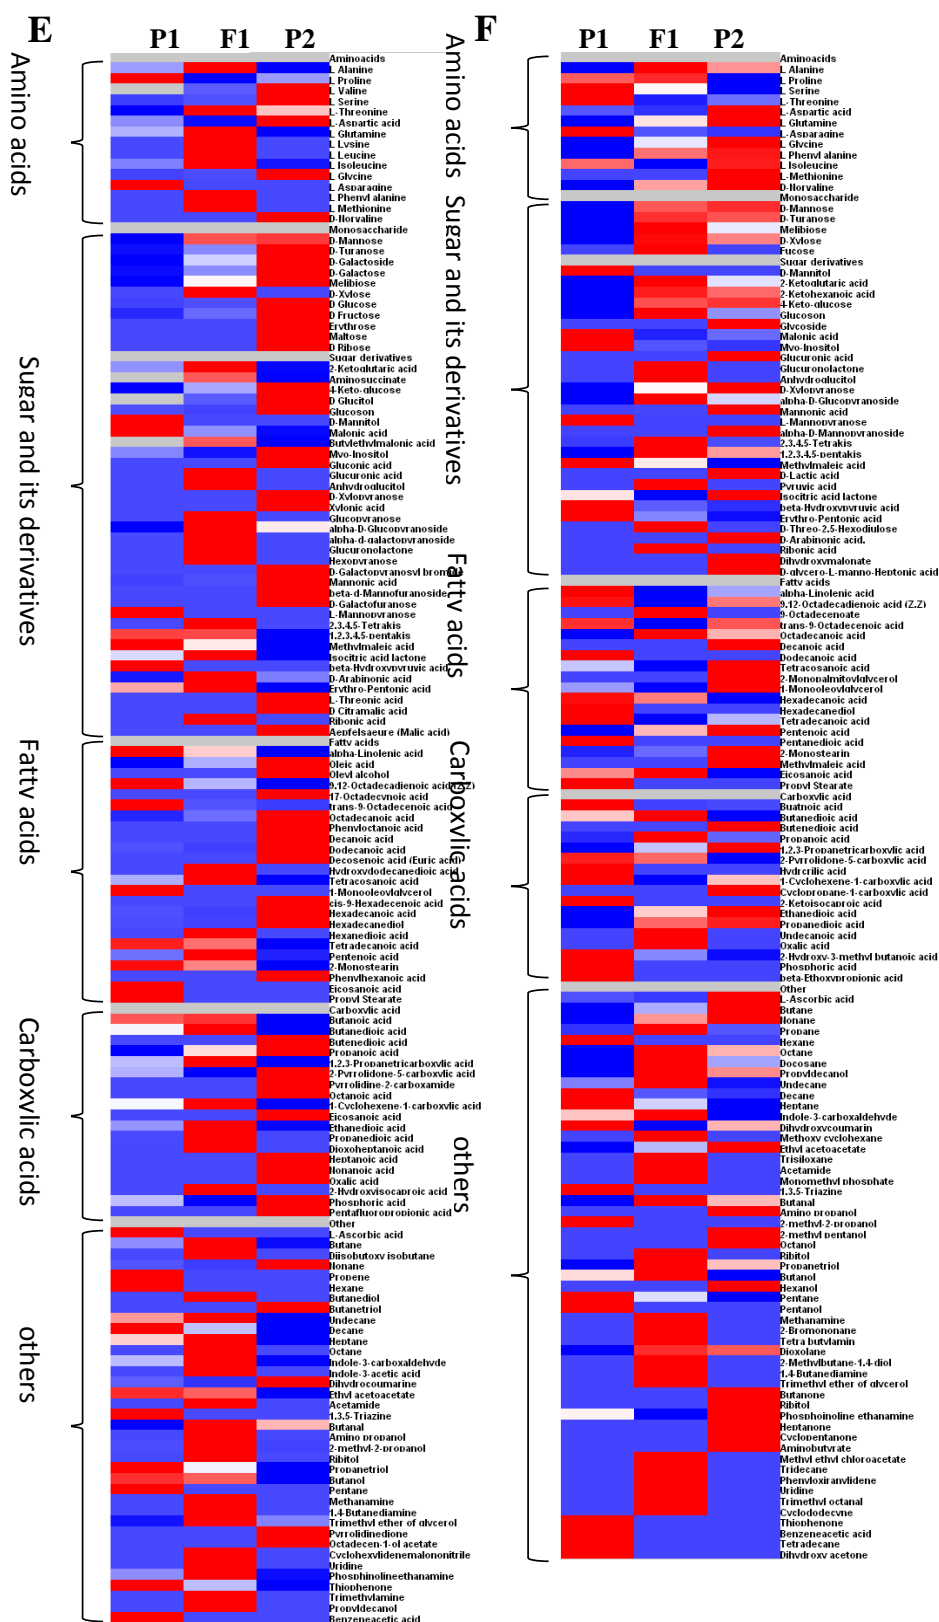 E
P1 F1 P2
Aminoacids
L Alanine
L Proline
L Valine
L Serine
L-Threonine
L-Aspartic acid
L Glutamine
L Lysine
L Leucine
L Isoleucine
L Glycine
L Asparagine
L Phenyl alanine
L Methionine
D-Norvaline
Monosaccharide
D-Mannose
D-Turanose
D-Galactoside
D-Galactose
Melibiose
D-Xylose
D Glucose
D Fructose
Erythrose
Maltose
D Ribose
Sugar derivatives
2-Ketoglutaric acid
Aminosuccinate
4-Keto-glucose
D Glucitol
Glucoson
D-Mannitol
Malonic acid
Butylethylmalonic acid
Myo-Inositol
Gluconic acid
Glucuronic acid
Anhydroglucitol
D-Xylopyranose
Xylonic acid
Glucopyranose
alpha-D-Glucopyranoside
alpha-d-galactopyranoside
Glucuronolactone
Hexopyranose
D-Galactopyranosyl bromide
Mannonic acid
beta-d-Mannofuranoside
D-Galactofuranose
L-Mannopyranose
2,3,4,5-Tetrakis
1,2,3,4,5-pentakis
Methylmaleic acid
Isocitric acid lactone
beta-Hydroxypyruvic acid
D-Arabinonic acid
Erythro-Pentonic acid
L-Threonic acid
D Citramalic acid
Ribonic acid
Aepfelsaeure (Malic acid)
Fatty acids
alpha-Linolenic acid
Oleic acid
Oleyl alcohol
9,12-Octadecadienoic acid (Z,Z)
17-Octadecynoic acid
trans-9-Octadecenoic acid
Octadecanoic acid
Phenyloctanoic acid
Decanoic acid
Dodecanoic acid
Decosenoic acid (Euric acid)
Hydroxydodecanedioic acid
Tetracosanoic acid
1-Monooleoylglycerol
cis-9-Hexadecenoic acid
Hexadecanoic acid
Hexadecanediol
Hexanedioic acid
Tetradecanoic acid
Pentenoic acid
2-Monostearin
Phenylhexanoic acid
Eicosanoic acid
Propyl Stearate
Carboxylic acid
Butanoic acid
Butanedioic acid
Butenedioic acid
Propanoic acid
1,2,3-Propanetricarboxylic acid
2-Pyrrolidone-5-carboxylic acid
Pyrrolidine-2-carboxamide
Octanoic acid
1-Cyclohexene-1-carboxylic acid
Eicosanoic acid
Ethanedioic acid
Propanedioic acid
Dioxoheptanoic acid
Heptanoic acid
Nonanoic acid
Oxalic acid
2-Hydroxyisocaproic acid
Phosphoric acid
Pentafluoropropionic acid
Other
L-Ascorbic acid
Butane
Diisobutoxy isobutane
Nonane
Propene
Hexane
Butanediol
Butanetriol
Undecane
Decane
Heptane
Octane
Indole-3-carboxaldehyde
Indole-3-acetic acid
Dihydrocoumarine
Ethyl acetoacetate
Acetamide
1,3,5-Triazine
Butanal
Amino propanol
2-methyl-2-propanol
Ribitol
Propanetriol
Butanol
Pentane
Methanamine
1,4-Butanediamine
Trimethyl ether of glycerol
Pyrrolidinedione
Octadecen-1-ol acetate
Cyclohexylidenemalononitrile
Uridine
Phosphinolineethanamine
Thiophenone
Trimethylamine
Propyldecanol
Benzeneacetic acid
Amino acids
Sugar and its derivatives
Fatty acids
Carboxylic acids
others
F
P1 F1 P2
Aminoacids
L Alanine
L Proline
L Serine
L-Threonine
L-Aspartic acid
L Glutamine
L-Asparagine
L Glycine
L Phenyl alanine
L Isoleucine
L-Methionine
D-Norvaline
Monosaccharide
D-Mannose
D-Turanose
Melibiose
D-Xylose
Fucose
Sugar derivatives
D-Mannitol
2-Ketoglutaric acid
2-Ketohexanoic acid
4-Keto-glucose
Glucoson
Glycoside
Malonic acid
Myo-Inositol
Glucuronic acid
Glucuronolactone
Anhydroglucitol
D-Xylopyranose
alpha-D-Glucopyranoside
Mannonic acid
L-Mannopyranose
alpha-D-Mannopyranoside
2,3,4,5-Tetrakis
1,2,3,4,5-pentakis
Methylmaleic acid
D-Lactic acid
Pyruvic acid
Isocitric acid lactone
beta-Hydroxypyruvic acid
Erythro-Pentonic acid
D-Threo-2,5-Hexodiulose
D-Arabinonic acid,
Ribonic acid
Dihydroxymalonate
D-glycero-L-manno-Heptonic acid
Fatty acids
alpha-Linolenic acid
9,12-Octadecadienoic acid (Z,Z)
9-Octadecenoate
trans-9-Octadecenoic acid
Octadecanoic acid
Decanoic acid
Dodecanoic acid
Tetracosanoic acid
2-Monopalmitoylglycerol
1-Monooleoylglycerol
Hexadecanoic acid
Hexadecanediol
Tetradecanoic acid
Pentenoic acid
Pentanedioic acid
2-Monostearin
Methylmaleic acid
Eicosanoic acid
Propyl Stearate
Carboxylic acid
Buatnoic acid
Butanedioic acid
Butenedioic acid
Propanoic acid
1,2,3-Propanetricarboxylic acid
2-Pyrrolidone-5-carboxylic acid
Hydcrilic acid
1-Cyclohexene-1-carboxylic acid
Cyclopropane-1-carboxylic acid
2-Ketoisocaproic acid
Ethanedioic acid
Propanedioic acid
Undecanoic acid
Oxalic acid
2-Hydroxy-3-methyl butanoic acid
Phosphoric acid
beta-Ethoxypropionic acid
Other
L-Ascorbic acid
Butane
Nonane
Propane
Hexane
Octane
Docosane
Propyldecanol
Undecane
Decane
Heptane
Indole-3-carboxaldehyde
Dihydroxycoumarin
Methoxy cyclohexane
Ethyl acetoacetate
Trisiloxane
Acetamide
Monomethyl phosphate
1,3,5-Triazine
Butanal
Amino propanol
2-methyl-2-propanol
2-methyl pentanol
Octanol
Ribitol
Propanetriol
Butanol
Hexanol
Pentane
Pentanol
Methanamine
2-Bromononane
Tetra butylamin
Dioxolane
2-Methylbutane-1,4-diol
1,4-Butanediamine
Trimethyl ether of glycerol
Butanone
Ribitol
Phosphoinoline ethanamine
Heptanone
Cyclopentanone
Aminobutyrate
Methyl ethyl chloroacetate
Tridecane
Phenyloxiranylidene
Uridine
Trimethyl octanal
Cyclododecyne
Thiophenone
Benzeneacetic acid
Tetradecane
Dihydroxy acetone
Amino acids
Sugar and its derivatives
Fatty acids
Carboxylic acids
others